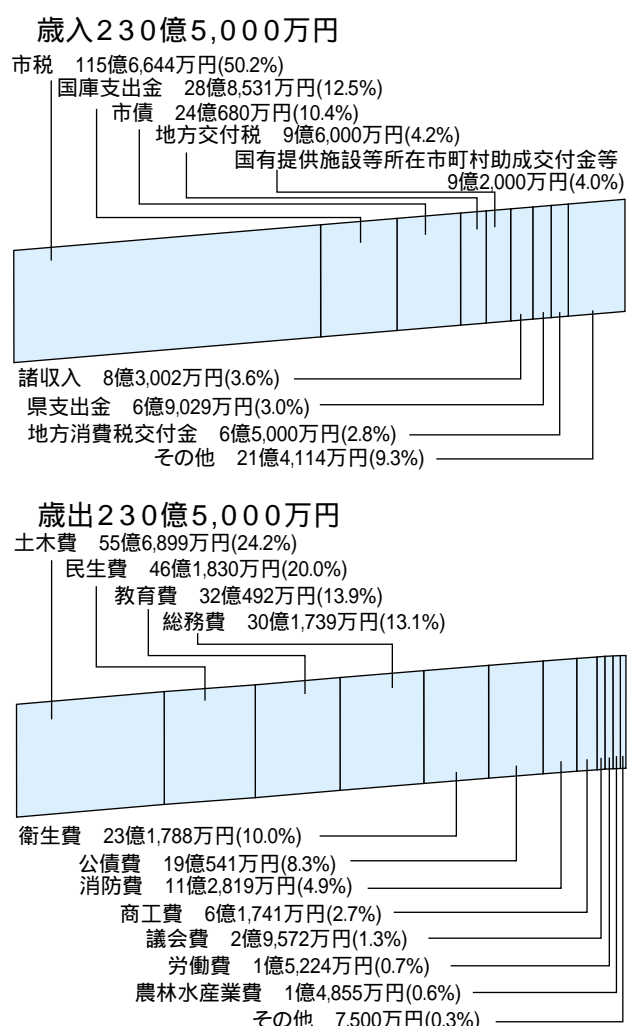 歳入230億5,000万円
市税 115億6,644万円(50.2%)
国庫支出金 28億8,531万円(12.5%)
市債 24億680万円(10.4%)
地方交付税 9億6,000万円(4.2%)
国有提供施設等所在市町村助成交付金等
9億2,000万円(4.0%)
諸収入 8億3,002万円(3.6%)
県支出金 6億9,029万円(3.0%)
地方消費税交付金 6億5,000万円(2.8%)
その他 21億4,114万円(9.3%)
歳出230億5,000万円
土木費 55億6,899万円(24.2%)
民生費 46億1,830万円(20.0%)
教育費 32億492万円(13.9%)
総務費 30億1,739万円(13.1%)
衛生費 23億1,788万円(10.0%)
公債費 19億541万円(8.3%)
消防費 11億2,819万円(4.9%)
商工費 6億1,741万円(2.7%)
議会費 2億9,572万円(1.3%)
労働費 1億5,224万円(0.7%)
農林水産業費 1億4,855万円(0.6%)
その他 7,500万円(0.3%)